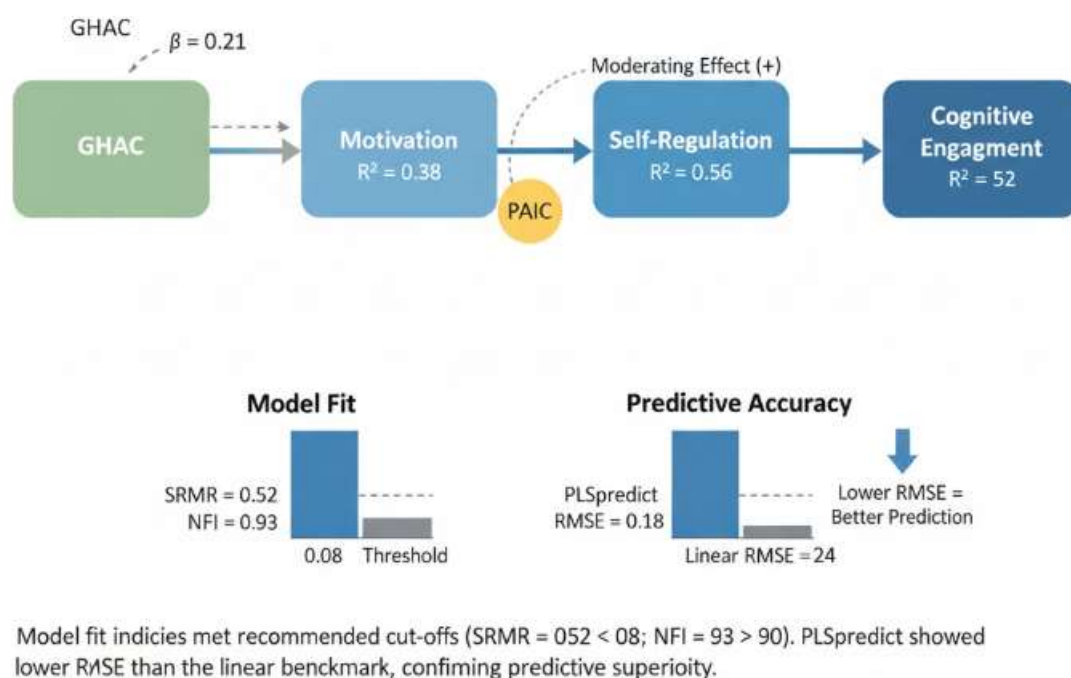 GHAC
β = 0.21
Moderating Effect (+)
GHAC
Motivation
R² = 0.38
PAIC
Self-Regulation
R² = 0.56
Cognitive
Engagment
R² = 52
Model Fit
SRMR = 0.52
NFI = 0.93
0.08 Threshold
Predictive Accuracy
PLSpredict
RMSE = 0.18
Linear RMSE = 24
Lower RMSE =
Better Prediction
Model fit indicies met recommended cut-offs (SRMR = 052 < 08; NFI = 93 > 90). PLSpredict showed
lower RMSE than the linear benckmark, confiming predictive superioity.